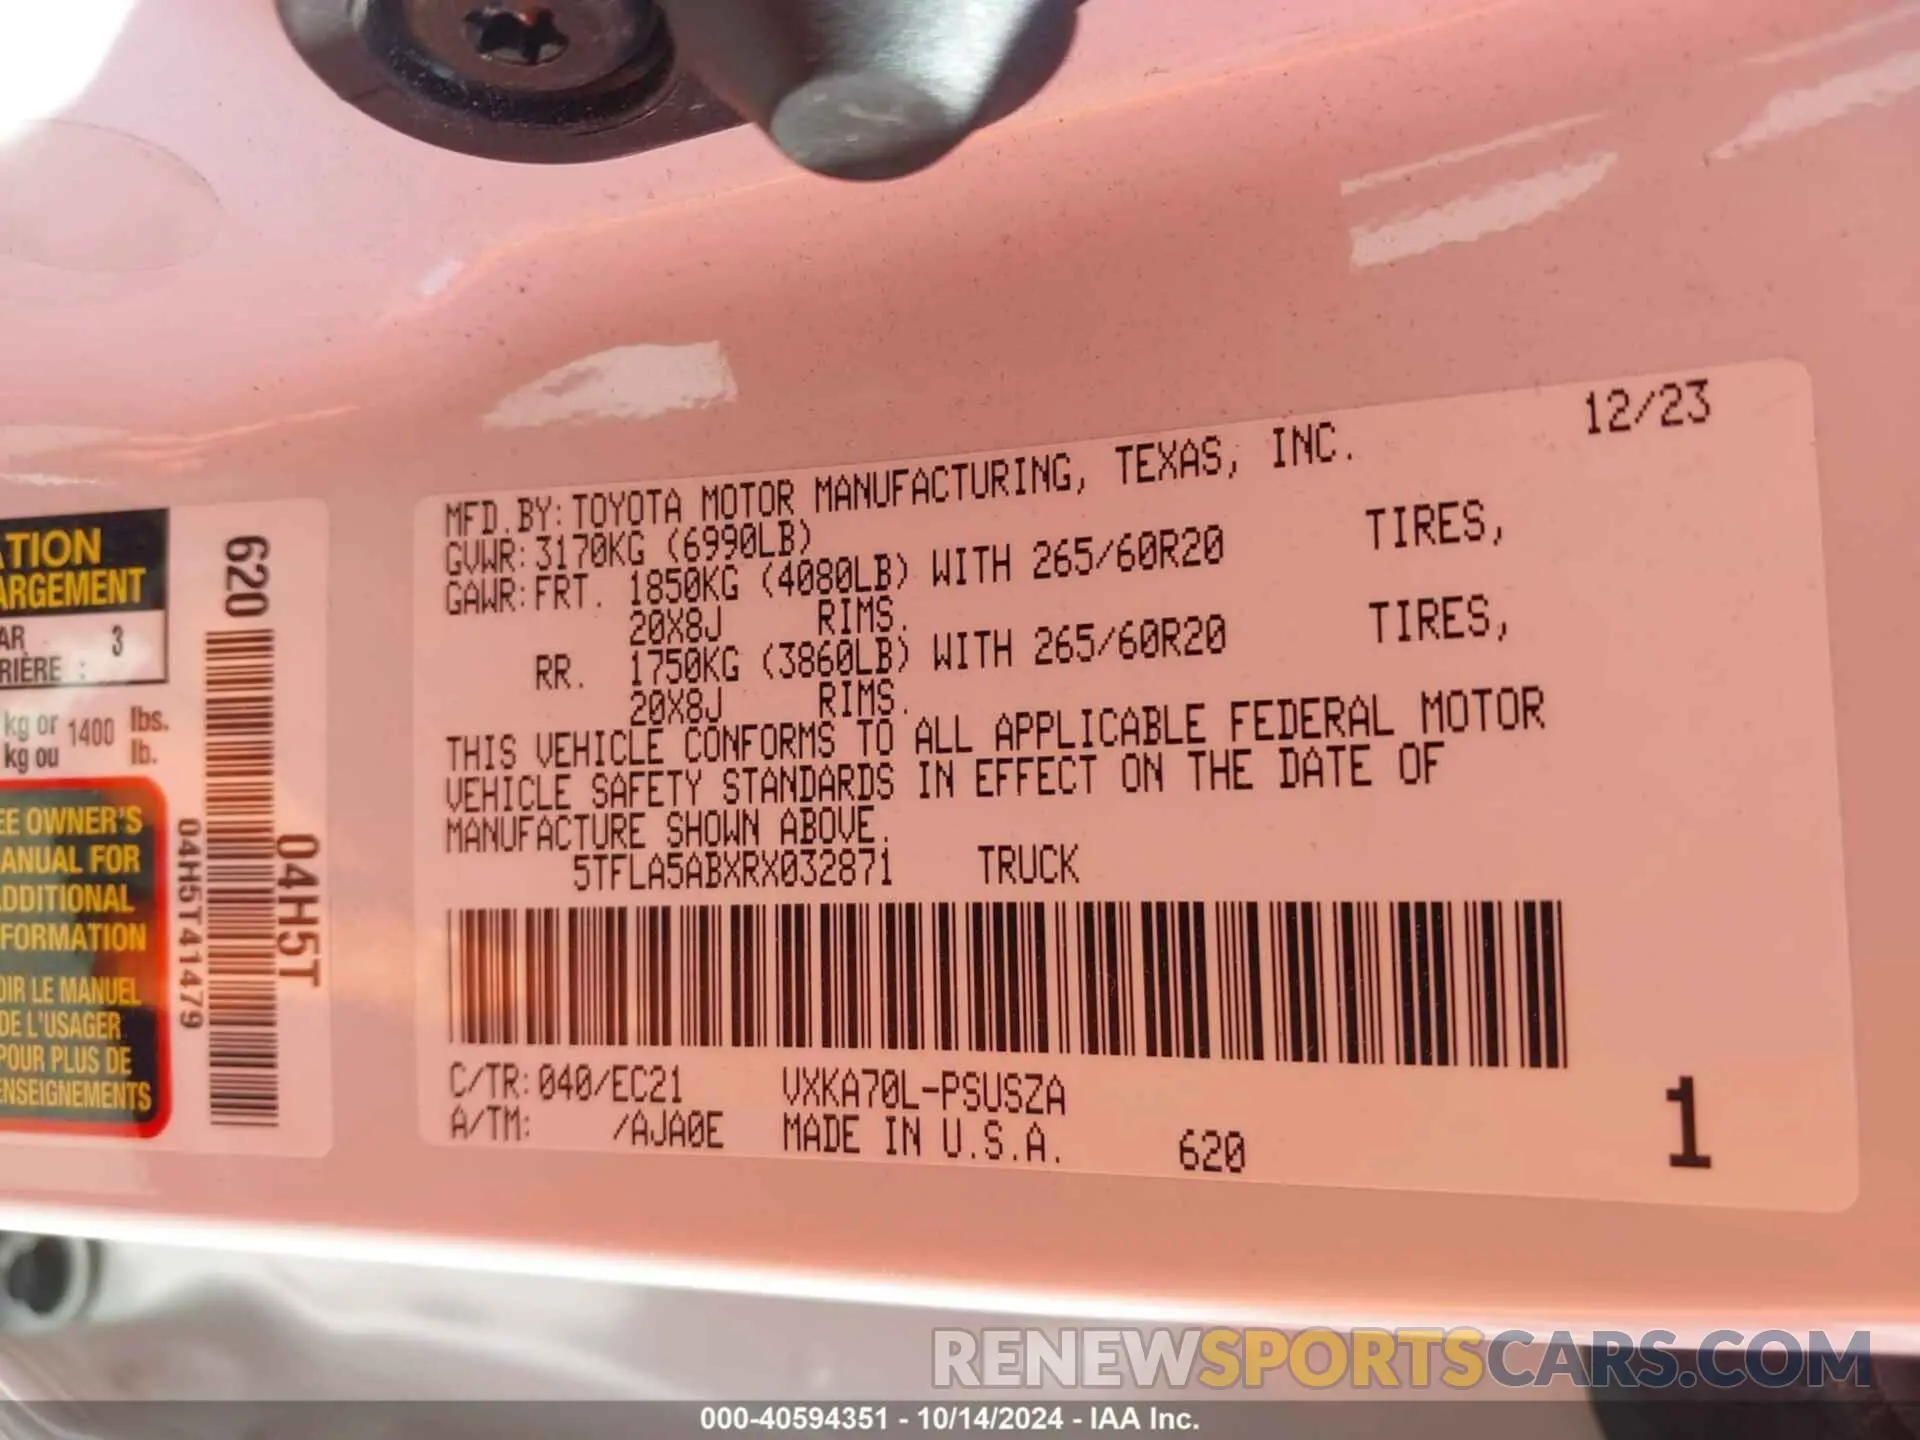 12/23
MFD.BY: TOYOTA MOTOR MANUFACTURING, TEXAS, INC.
GVWR: 3170KG (6990LB)
GAWR: FRT. 1850KG (4080LB) WITH 265/60R20 TIRES,
20X8J RIMS.
RR. 1750KG (3860LB) WITH 265/60R20 TIRES,
20X8J RIMS.
THIS VEHICLE CONFORMS TO ALL APPLICABLE FEDERAL MOTOR
VEHICLE SAFETY STANDARDS IN EFFECT ON THE DATE OF
MANUFACTURE SHOWN ABOVE.
5TFLA5ABXRX032871 TRUCK
C/TR: 040/EC21 VXKA70L-PSUSZA
A/TM: /AJA0E MADE IN U.S.A. 620
1
ATION
ARGEMENT
AR 3
RIÈRE :
kg or 1400 lbs.
kg ou lb.
EE OWNER'S
ANUAL FOR
DDITIONAL
FORMATION
OIR LE MANUEL
DE L'USAGER
POUR PLUS DE
ENSEIGNEMENTS
620
04H5T41479
04H5T
RENEWSPORTSCARS.COM
000-40594351 - 10/14/2024 - IAA Inc.